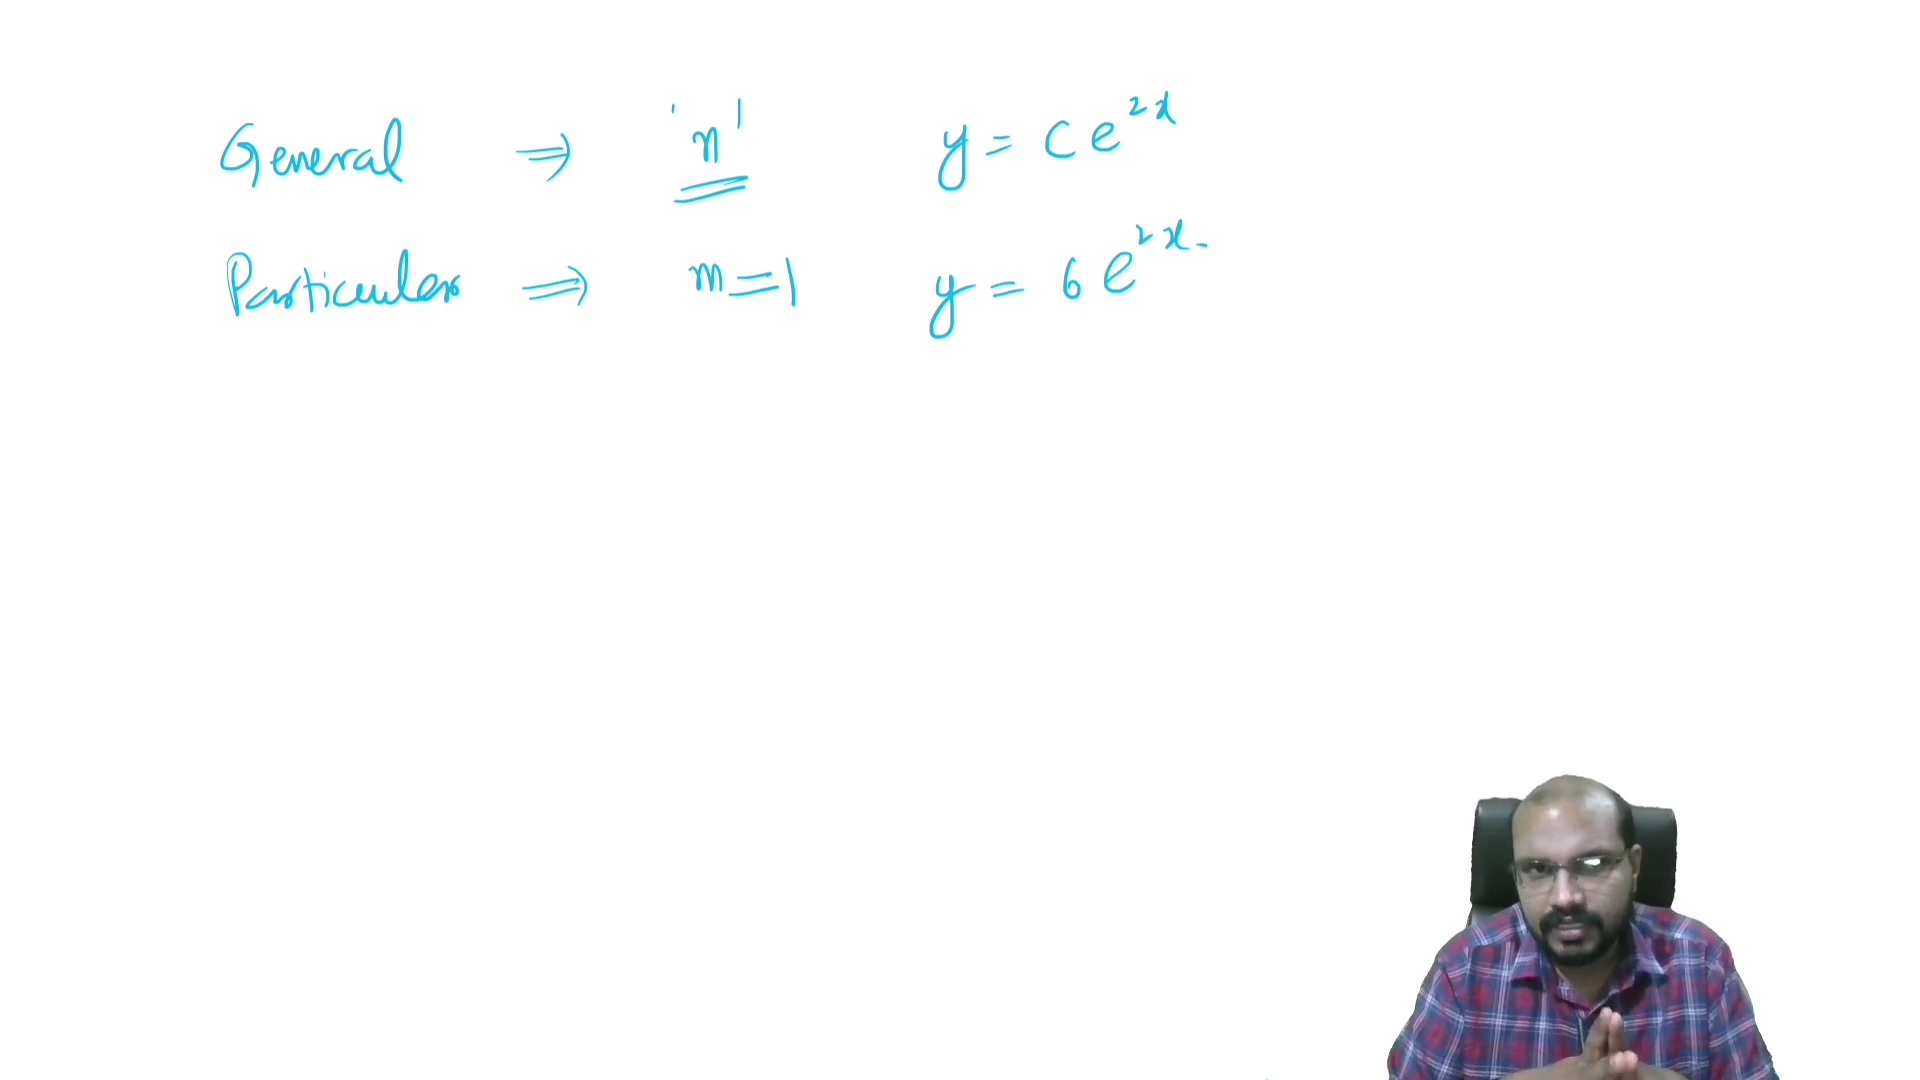 General ⇒ 'n' y = Ce^2x
Particular ⇒ m=1 y = 6e^2x.